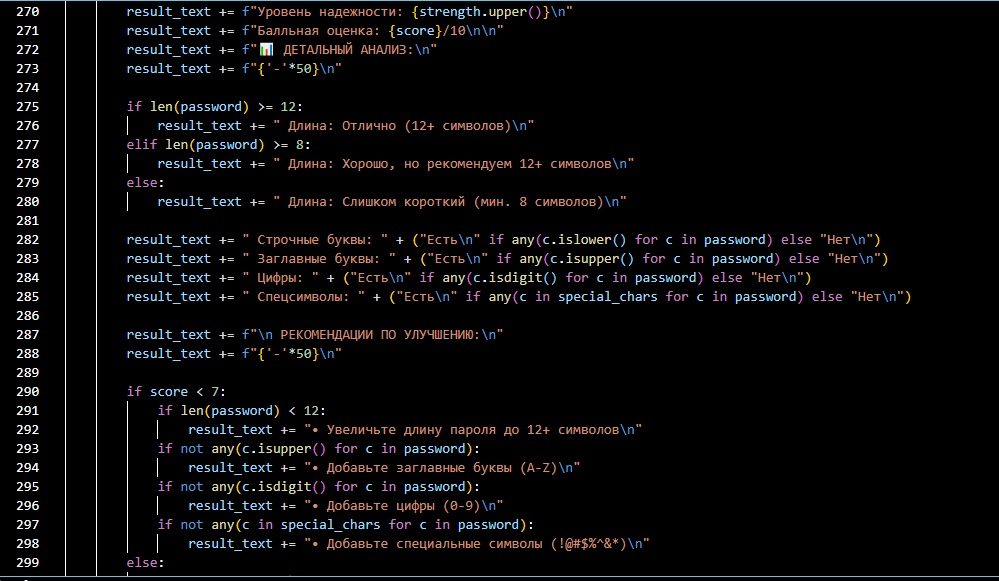 270 result_text += f"Уровень надежности: {strength.upper()}\n"
271 result_text += f"Балльная оценка: {score}/10\n\n"
272 result_text += f"📊 ДЕТАЛЬНЫЙ АНАЛИЗ:\n"
273 result_text += f"{'-'*50}\n"
274
275 if len(password) >= 12:
276     result_text += " Длина: Отлично (12+ символов)\n"
277 elif len(password) >= 8:
278     result_text += " Длина: Хорошо, но рекомендуем 12+ символов\n"
279 else:
280     result_text += " Длина: Слишком короткий (мин. 8 символов)\n"
281
282 result_text += " Строчные буквы: " + ("Есть\n" if any(c.islower() for c in password) else "Нет\n")
283 result_text += " Заглавные буквы: " + ("Есть\n" if any(c.isupper() for c in password) else "Нет\n")
284 result_text += " Цифры: " + ("Есть\n" if any(c.isdigit() for c in password) else "Нет\n")
285 result_text += " Спецсимволы: " + ("Есть\n" if any(c in special_chars for c in password) else "Нет\n")
286
287 result_text += f"\n РЕКОМЕНДАЦИИ ПО УЛУЧШЕНИЮ:\n"
288 result_text += f"{'-'*50}\n"
289
290 if score < 7:
291     if len(password) < 12:
292         result_text += "• Увеличьте длину пароля до 12+ символов\n"
293     if not any(c.isupper() for c in password):
294         result_text += "• Добавьте заглавные буквы (A-Z)\n"
295     if not any(c.isdigit() for c in password):
296         result_text += "• Добавьте цифры (0-9)\n"
297     if not any(c in special_chars for c in password):
298         result_text += "• Добавьте специальные символы (!@#$%^&*)\n"
299 else: